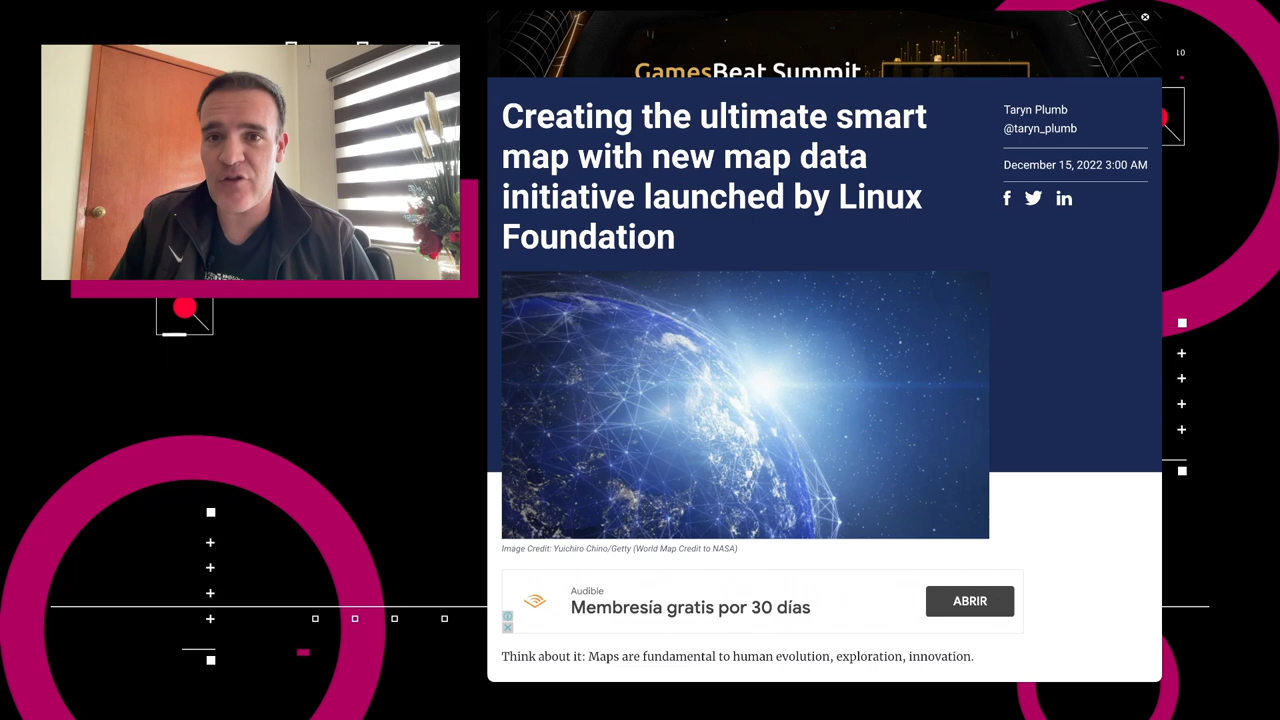 GamesBeat Summit
Creating the ultimate smart
map with new map data
initiative launched by Linux
Foundation
Taryn Plumb
@taryn_plumb
December 15, 2022 3:00 AM
Image Credit: Yuichiro Chino/Getty (World Map Credit to NASA)
Audible
Membresía gratis por 30 días
ABRIR
Think about it: Maps are fundamental to human evolution, exploration, innovation.